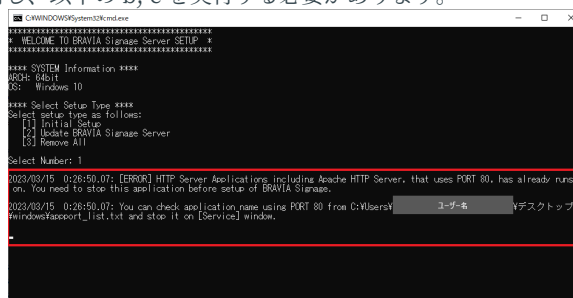 し、以下の b, c を実行する必要があります。
C:¥WINDOWS¥System32¥cmd.exe
*****************************************
* WELCOME TO BRAVIA Signage Server SETUP *
*****************************************
**** SYSTEM Information ****
ARCH: 64bit
OS: Windows 10
**** Select Setup Type ****
Select setup type as follows:
[1] Initial Setup
[2] Update BRAVIA Signage Server
[3] Remove All
Select Number: 1
2023/03/15 0:26:50.07: [ERROR] HTTP Server Applications including Apache HTTP Server, that uses PORT 80, has already runs
on. You need to stop this application before setup of BRAVIA Signage.
2023/03/15 0:26:50.07: You can check application name using PORT 80 from C:¥Users¥ ユーザー名 ¥デスクトップ
¥windows¥appport_list.txt and stop it on [Service] window.